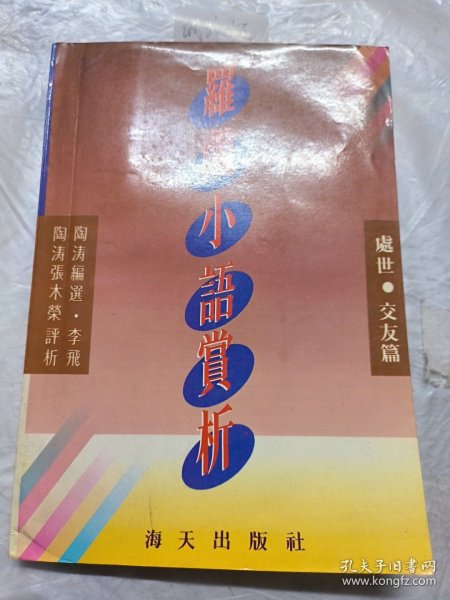 羅蘭小語賞析
處世●交友篇
陶涛編選·李飛
陶涛張木榮評析
海天出版社
孔夫子旧书网
www.kongfz.com